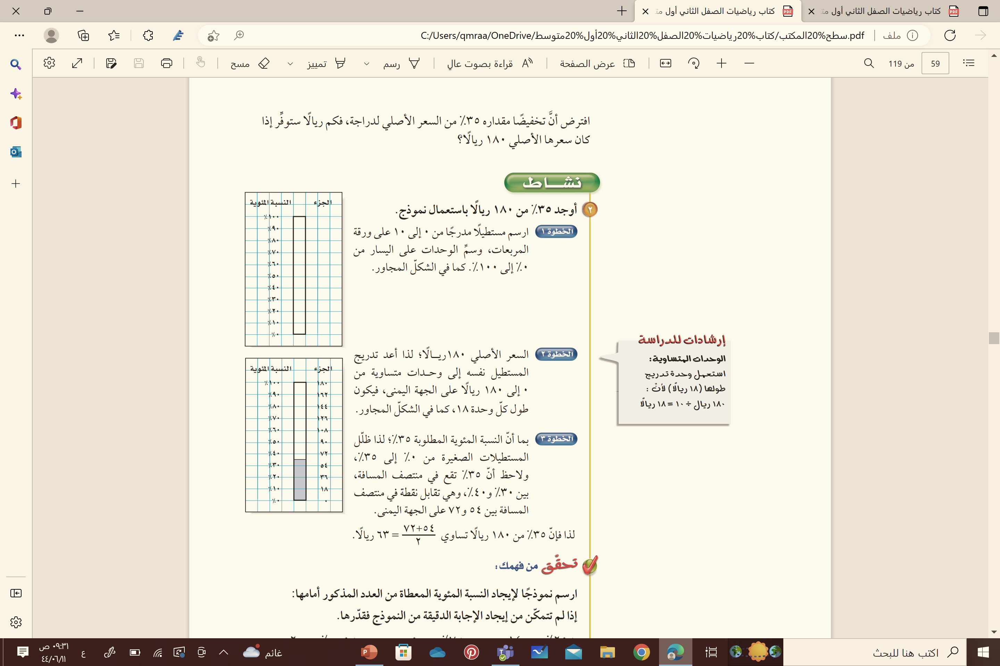 كتاب رياضيات الصفل الثاني أول مت
كتاب رياضيات الصفل الثاني أول مت
ملف
C:/Users/qmraa/OneDrive/سطح%20المكتب/كتاب%20رياضيات%20الصفل%20الثاني%20أول%20متوسط.pdf
59
من 119
عرض الصفحة
قراءة بصوت عالٍ
رسم
تمييز
مسح
افترض أنَّ تخفيضًا مقداره ٣٥٪ من السعر الأصلي لدراجة، فكم ريالًا ستوفِّر إذا
كان سعرها الأصلي ١٨٠ ريالًا؟
نشـــاط
٢
أوجد ٣٥٪ من ١٨٠ ريالًا باستعمال نموذج.
الخطوة ١
ارسم مستطيلًا مدرجًا من ٠ إلى ١٠ على ورقة
المربعات، وسمِّ الوحدات على اليسار من
٠٪ إلى ١٠٠٪. كما في الشكلّ المجاور.
الجزء النسبة المئوية
٪١٠٠
٪٩٠
٪٨٠
٪٧٠
٪٦٠
٪٥٠
٪٤٠
٪٣٠
٪٢٠
٪١٠
٪٠
إرشادات للدراسة
الوحدات المتساوية:
استعمل وحدة تدريج
طولها (١٨ ريالًا) لأنّ :
١٨٠ ريال ÷ ١٠ = ١٨ ريالًا
الخطوة ٢
السعر الأصلي ١٨٠ريــالًا؛ لذا أعد تدريج
المستطيل نفسه إلى وحـدات متساوية من
٠ إلى ١٨٠ ريالًا على الجهة اليمنى، فيكون
طول كلّ وحدة ١٨، كما في الشكلّ المجاور.
الخطوة ٣
بما أنّ النسبة المئوية المطلوبة ٣٥٪؛ لذا ظلّل
المستطيلات الصغيرة من ٠٪ إلى ٣٥٪،
ولاحظ أنّ ٣٥٪ تقع في منتصف المسافة،
بين ٣٠٪ و٤٠٪، وهي تقابل نقطة في منتصف
المسافة بين ٥٤ و٧٢ على الجهة اليمنى.
الجزء النسبة المئوية
١٨٠ ٪١٠٠
١٦٢ ٪٩٠
١٤٤ ٪٨٠
١٢٦ ٪٧٠
١٠٨ ٪٦٠
٩٠ ٪٥٠
٧٢ ٪٤٠
٥٤ ٪٣٠
٣٦ ٪٢٠
١٨ ٪١٠
٠ ٪٠
لذا فإنّ ٣٥٪ من ١٨٠ ريالًا تساوي ٥٤+٧٢ / ٢ = ٦٣ ريالًا.
تحقّق من فهمك:
ارسم نموذجًا لإيجاد النسبة المئوية المعطاة من العدد المذكور أمامها:
إذا لم تتمكّن من إيجاد الإجابة الدقيقة من النموذج فقدّرها.
اكتب هنا للبحث
غائم
ع
٠٩:٣١ ص
٤٤/٠٦/١١